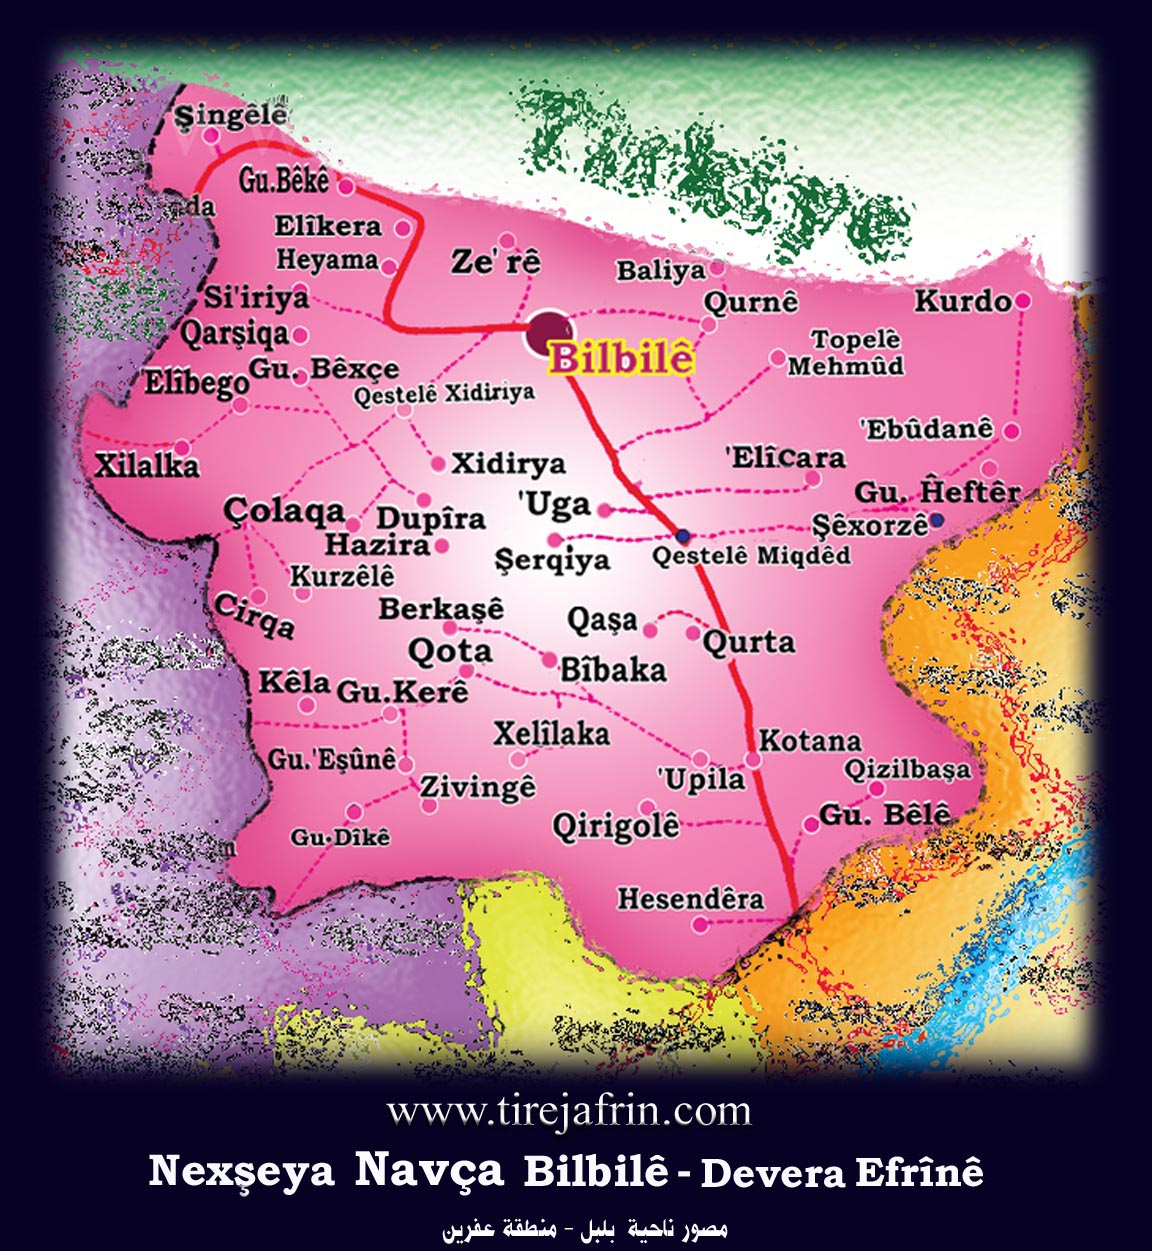 Şingêlê
Turkiye
Gu.Bêkê
da
Elîkera
Ze'rê
Heyama
Baliya
Si'iriya
Qurnê
Kurdo
Qarşiqa
Topelê
Mehmûd
Bilbilê
Gu. Bêxçe
'Elîbego
Qestelê Xidiriya
'Ebûdanê
Xilalka
Xidirya
'Elîcara
Gu. Ĥeftêr
Çolaqa
Dupîra
'Uga
Şêxorzê
Hazira
Şerqiya
Qestelê Miqdêd
Kurzêlê
Cirqa
Berkaşê
Qaşa
Qurta
Qota
Bîbaka
Kêla
Gu.Kerê
Xelîlaka
Kotana
Gu.'Eşûnê
Zivingê
'Upila
Qizilbaşa
Gu. Bêlê
Gu.Dîkê
Qirigolê
Hesendêra
www.tirejafrin.com
Nexşeya Navça Bilbilê - Devera Efrînê
مصور ناحية بلبل - منطقة عفرين